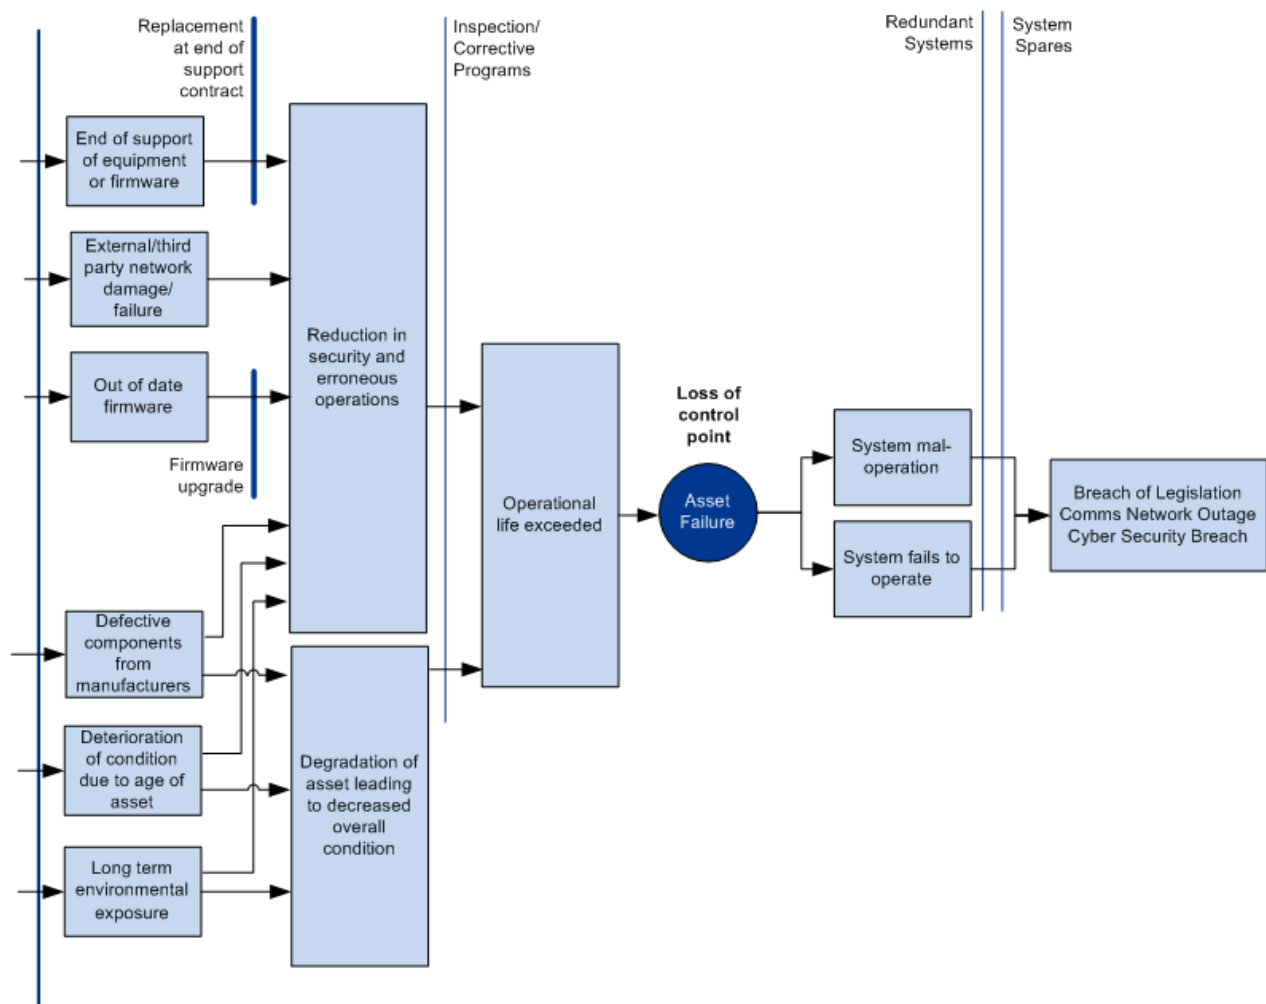 Replacement
at end of
support
contract
Inspection/
Corrective
Programs
Redundant
Systems
System
Spares
End of support
of equipment
or firmware
External/third
party network
damage/
failure
Out of date
firmware
Firmware
upgrade
Reduction in
security and
erroneous
operations
Defective
components
from
manufacturers
Deterioration
of condition
due to age of
asset
Long term
environmental
exposure
Degradation of
asset leading
to decreased
overall
condition
Operational
life exceeded
Loss of
control
point
Asset
Failure
System mal-
operation
System fails to
operate
Breach of Legislation
Comms Network Outage
Cyber Security Breach